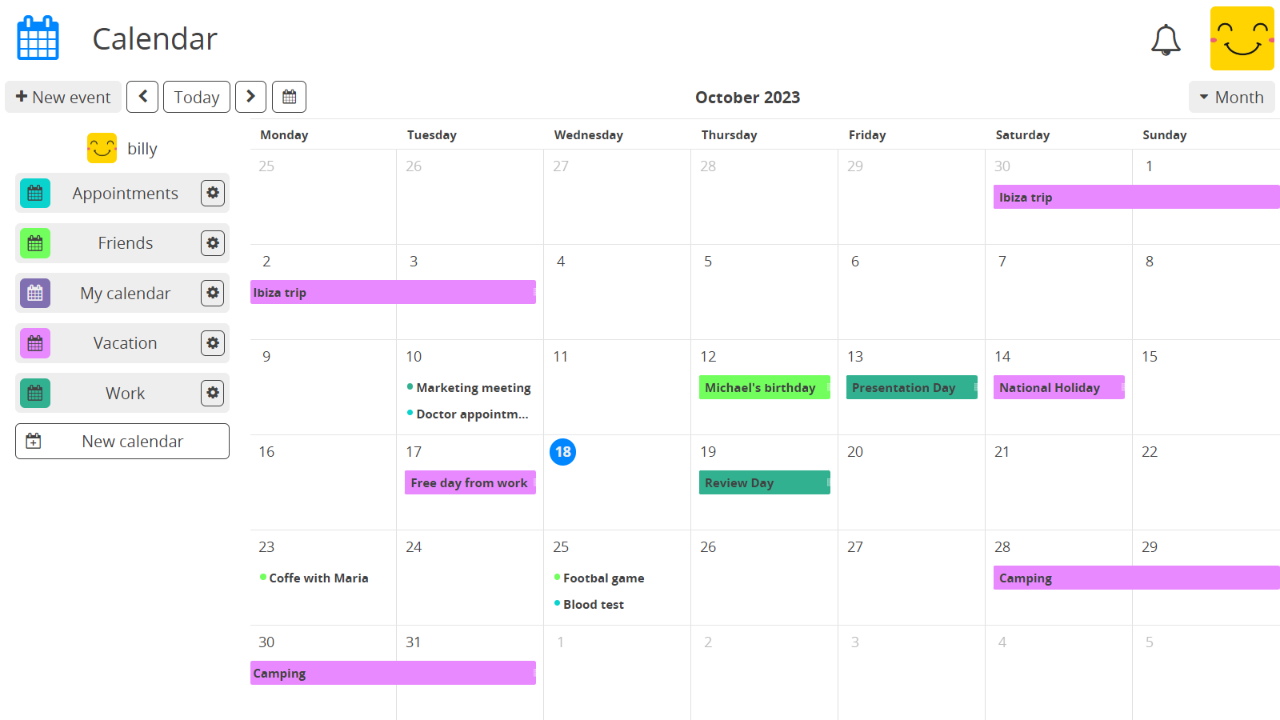 Calendar
New event
Today
October 2023
Month
billy
Appointments
Friends
My calendar
Vacation
Work
New calendar
Monday Tuesday Wednesday Thursday Friday Saturday Sunday
25 26 27 28 29 30 1
Ibiza trip
2 3 4 5 6 7 8
Ibiza trip
9 10 11 12 13 14 15
Marketing meeting Michael's birthday Presentation Day National Holiday
Doctor appointm...
16 17 18 19 20 21 22
Free day from work Review Day
23 24 25 26 27 28 29
Coffe with Maria Footbal game Camping
Blood test
30 31 1 2 3 4 5
Camping